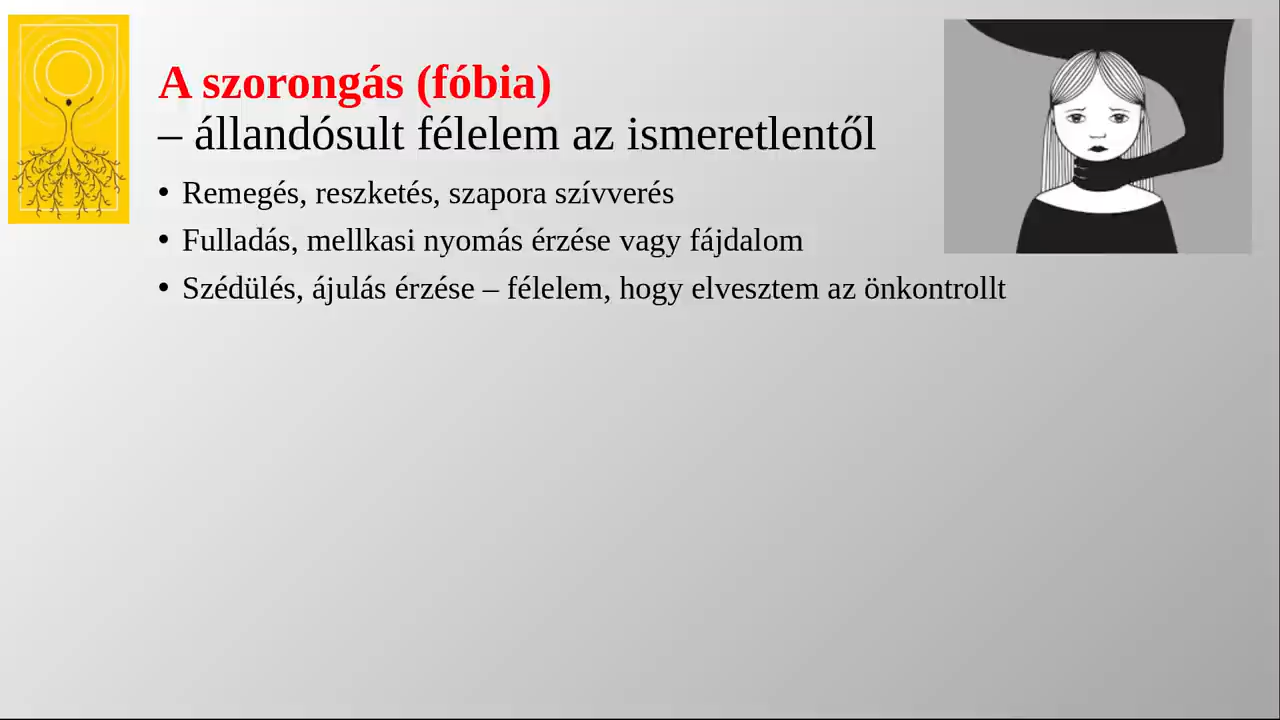 A szorongás (fóbia)
– állandósult félelem az ismeretlentől
• Remegés, reszketés, szapora szívverés
• Fulladás, mellkasi nyomás érzése vagy fájdalom
• Szédülés, ájulás érzése – félelem, hogy elvesztem az önkontrollt